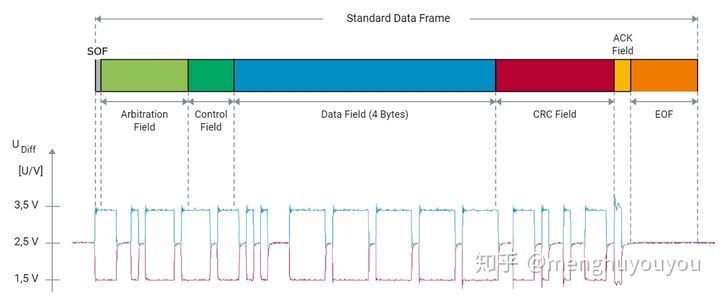 Standard Data Frame
SOF
ACK
Field
Arbitration
Field
Control
Field
Data Field (4 Bytes)
CRC Field
EOF
U Diff
[U/V]
3,5 V
2,5 V
1,5 V
知乎 @menghuyouyou